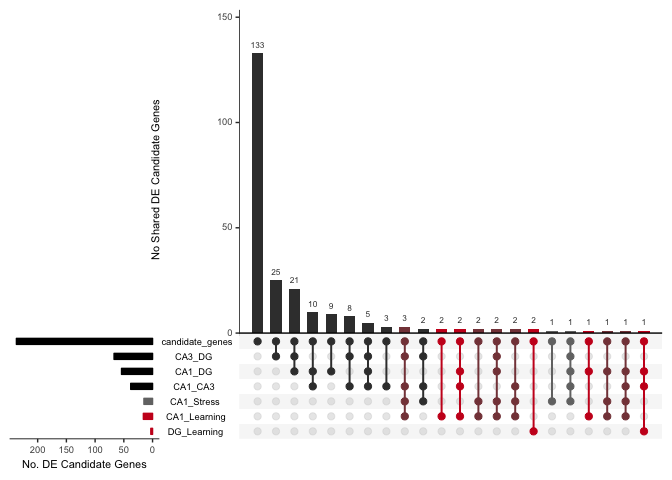 150
133
100
No Shared DE Candidate Genes
50
25
21
10
9
8
5
3
3
2
2
2
2
2
2
2
1
1
1
1
1
1
0
candidate_genes
CA3_DG
CA1_DG
CA1_CA3
CA1_Stress
CA1_Learning
DG_Learning
200 150 100 50 0
No. DE Candidate Genes